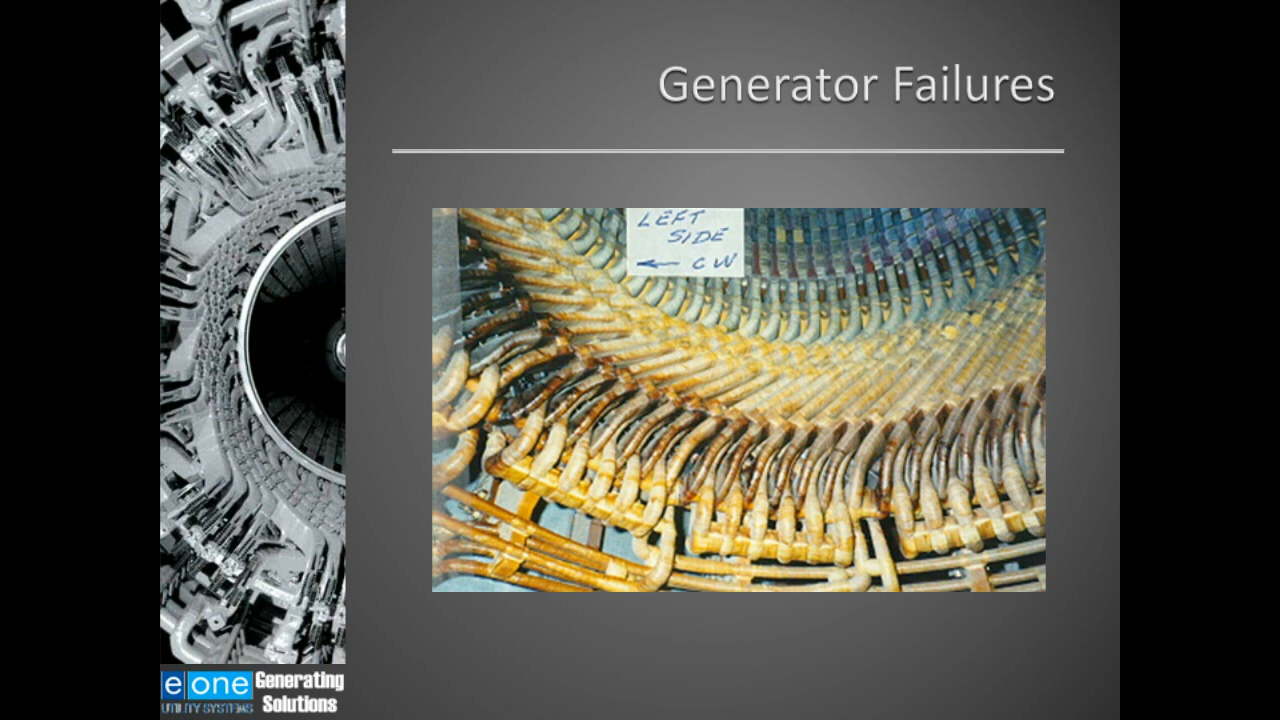 Generator Failures
LEFT
SIDE
← CW
e one
UTILITY SYSTEMS
Generating
Solutions